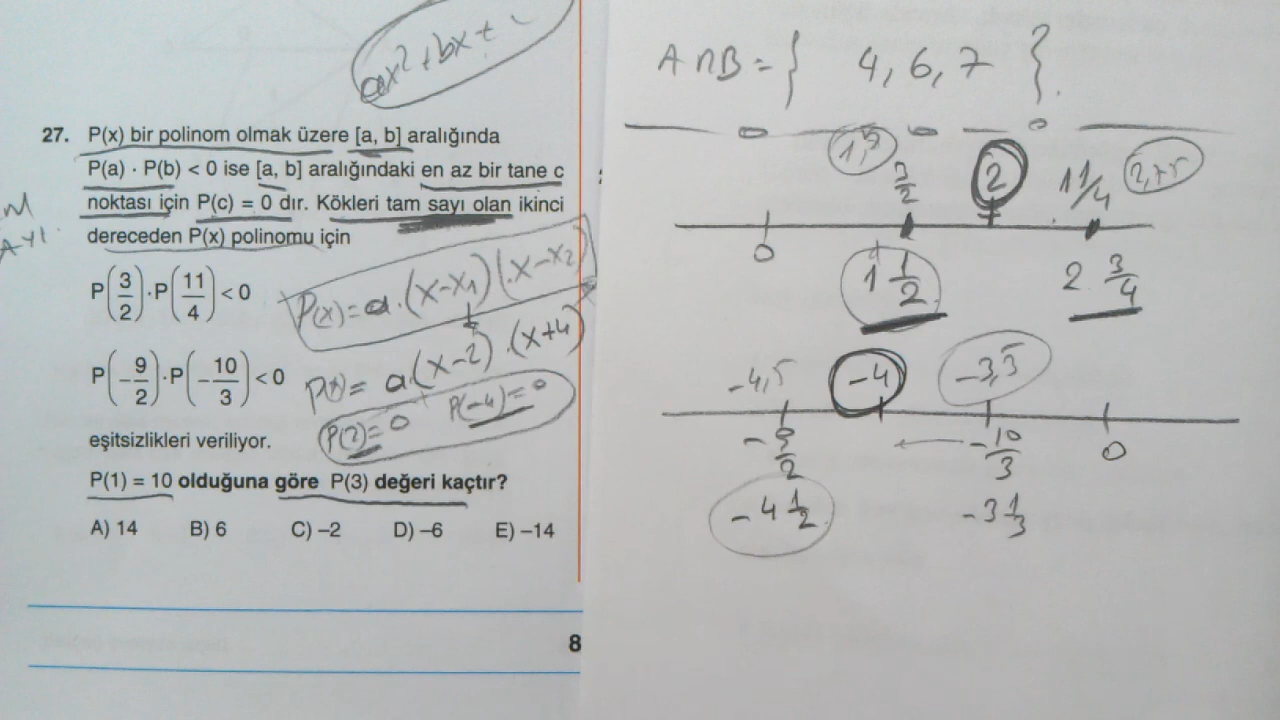 ax²+bx+
27. P(x) bir polinom olmak üzere [a, b] aralığında
P(a) · P(b) < 0 ise [a, b] aralığındaki en az bir tane c
noktası için P(c) = 0 dır. Kökleri tam sayı olan ikinci
dereceden P(x) polinomu için
P(3/2)·P(11/4) < 0
P(x)=a.(x-x₁)(x-x₂)
P(-9/2)·P(-10/3) < 0
P(x)= a.(x-2).(x+4)
P(2)=0 P(-4)=0
eşitsizlikleri veriliyor.
P(1) = 10 olduğuna göre P(3) değeri kaçtır?
A) 14 B) 6 C) –2 D) –6 E) –14
8
A∩B = { 4, 6, 7 }.
1,5 3/2 2 11/4 2,75
0 1 1/2 2 3/4
-4,5 -4 -3,5
-9/2 -10/3 0
-4 1/2 -3 1/3